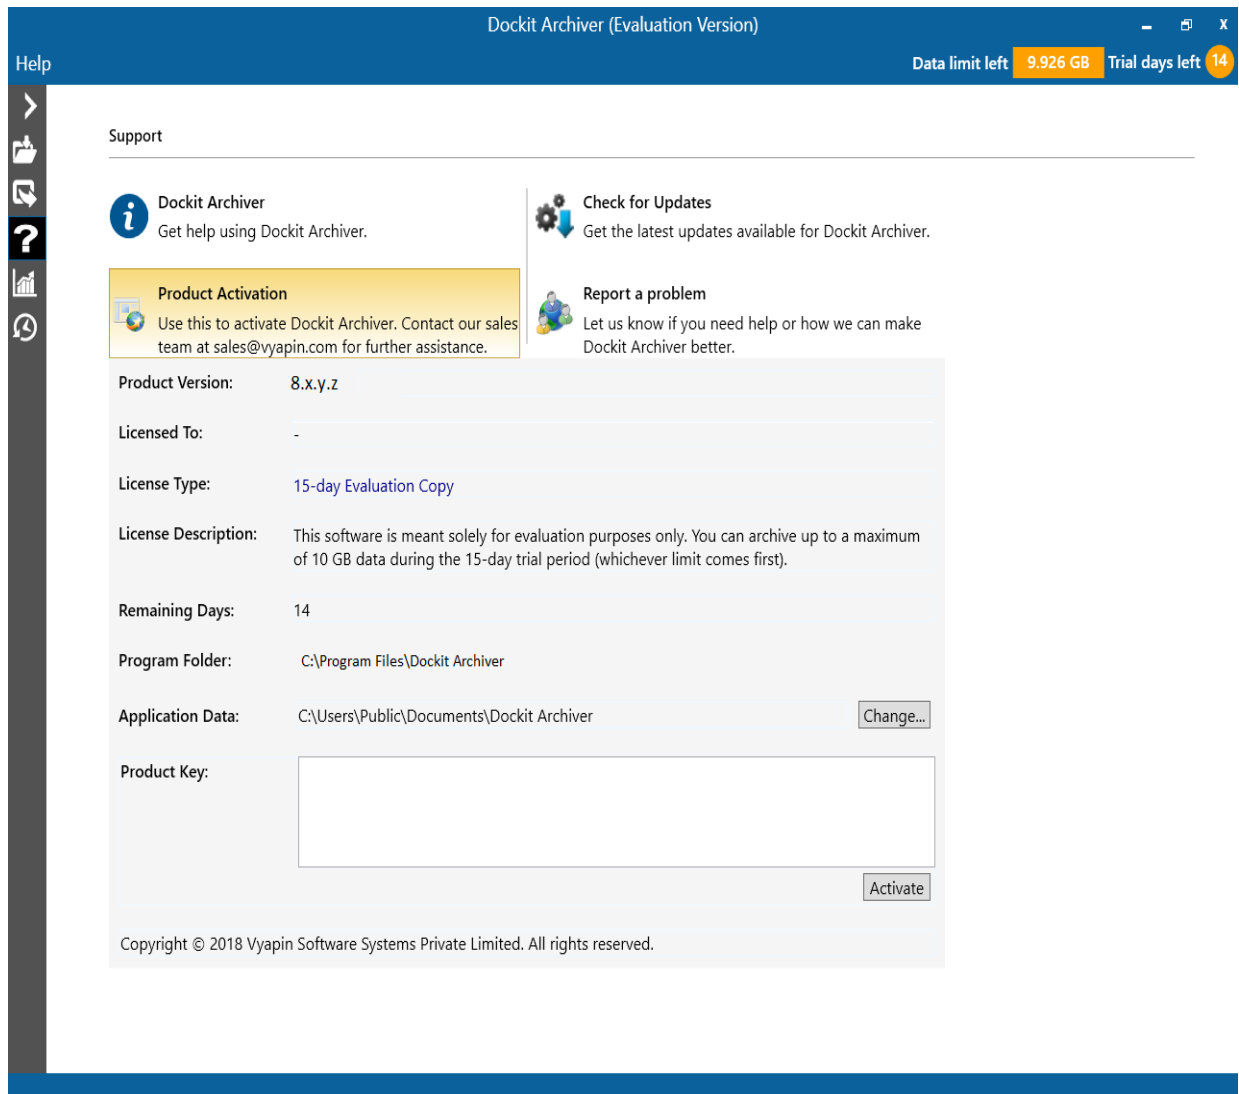 Dockit Archiver (Evaluation Version)
X
Help
Data limit left 9.926 GB Trial days left 14
Support
Dockit Archiver
Get help using Dockit Archiver.
Check for Updates
Get the latest updates available for Dockit Archiver.
Product Activation
Use this to activate Dockit Archiver. Contact our sales
team at sales@vyapin.com for further assistance.
Report a problem
Let us know if you need help or how we can make
Dockit Archiver better.
Product Version: 8.x.y.z
Licensed To: -
License Type: 15-day Evaluation Copy
License Description: This software is meant solely for evaluation purposes only. You can archive up to a maximum
of 10 GB data during the 15-day trial period (whichever limit comes first).
Remaining Days: 14
Program Folder: C:\Program Files\Dockit Archiver
Application Data: C:\Users\Public\Documents\Dockit Archiver Change...
Product Key:
Activate
Copyright © 2018 Vyapin Software Systems Private Limited. All rights reserved.